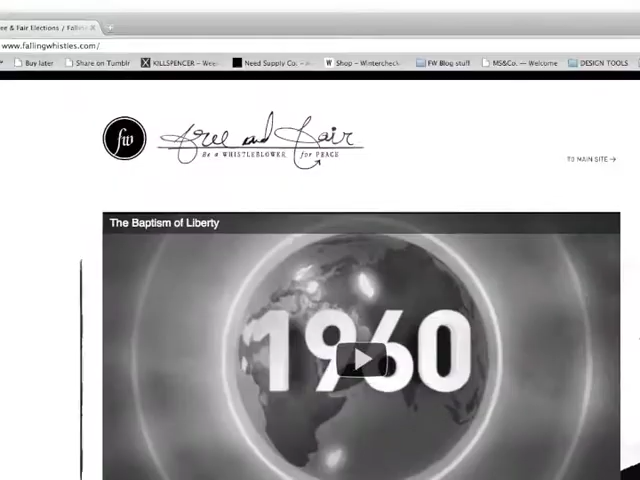 ee & Fair Elections / Falli
www.fallingwhistles.com/
Buy later Share on Tumblr KILLSPENCER – Wee Need Supply Co. – Shop – Wintercheck FW Blog stuff MS&Co. — Welcome DESIGN TOOLS
fw Free and Fair
Be a WHISTLEBLOWER for PEACE
TO MAIN SITE →
The Baptism of Liberty
1960